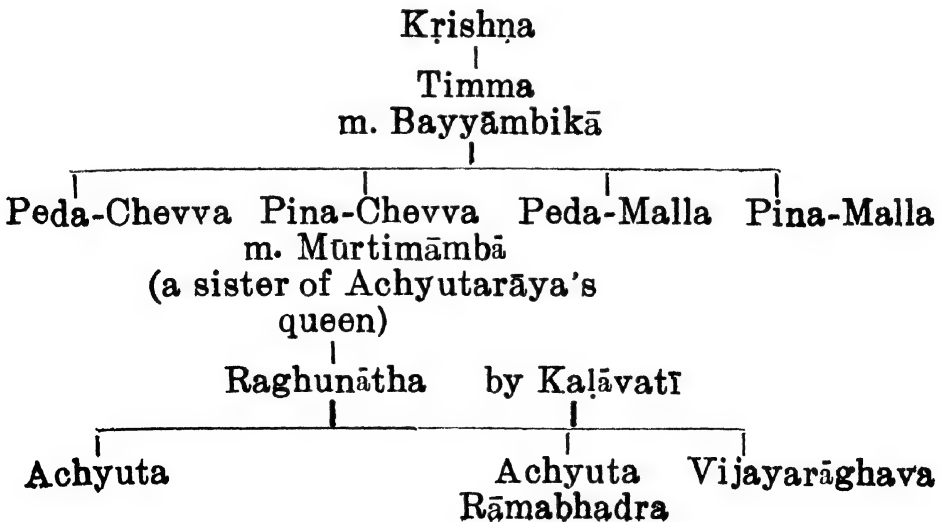 Kṛishṇa
Timma
m. Bayyāmbikā
Peda-Chevva Pina-Chevva Peda-Malla Pina-Malla
m. Mūrtimāmbā
(a sister of Achyutarāya's
queen)
Raghunātha by Kaḷāvatī
Achyuta Achyuta Vijayarāghava
Rāmabhadra